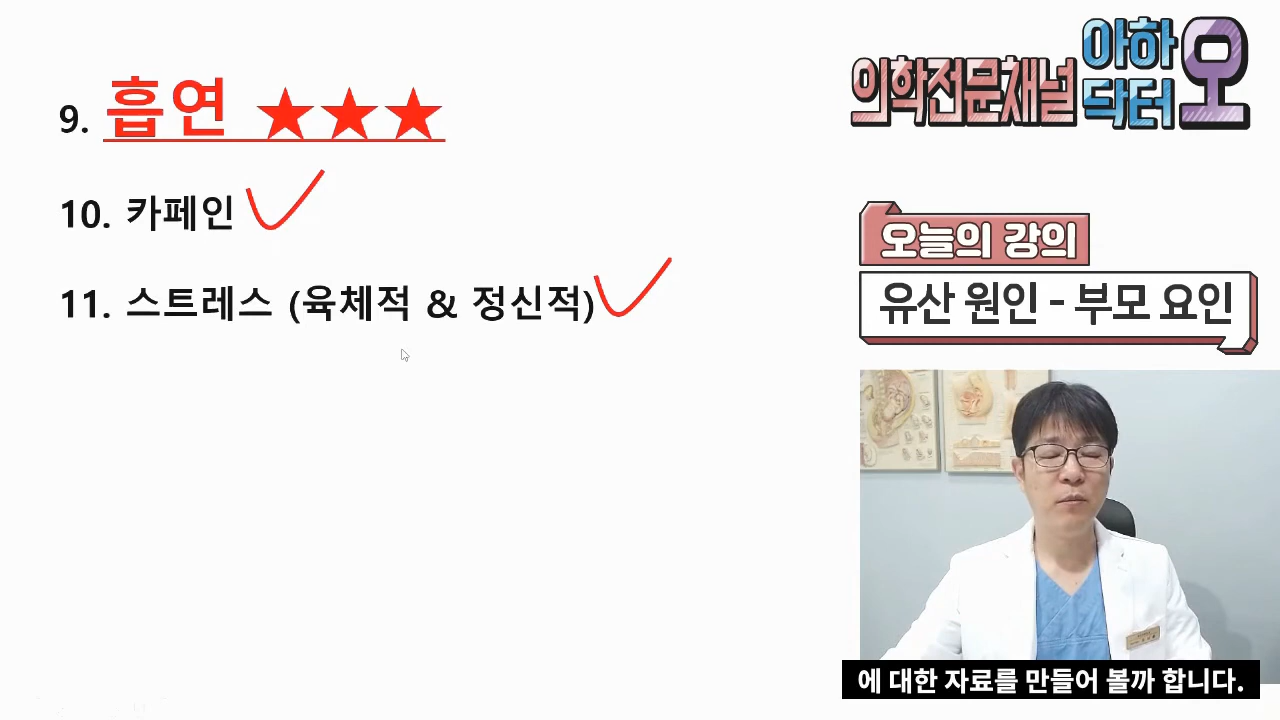 9. 흡연 ★★★
10. 카페인
11. 스트레스 (육체적 & 정신적)
의학전문채널 아하 닥터 오
오늘의 강의
유산 원인 - 부모 요인
에 대한 자료를 만들어 볼까 합니다.